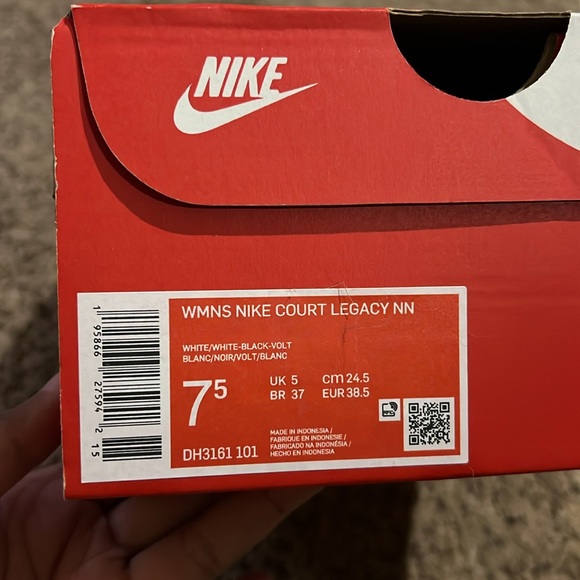 NIKE
WMNS NIKE COURT LEGACY NN
WHITE/WHITE-BLACK-VOLT
BLANC/NOIR/VOLT/BLANC
7⁵
UK 5 cm 24.5
BR 37 EUR 38.5
MADE IN INDONESIA /
FABRIQUE EN INDONESIE /
FABRICADO NA INDONÉSIA /
HECHO EN INDONESIA
DH3161 101
1 95866 27594 2 15